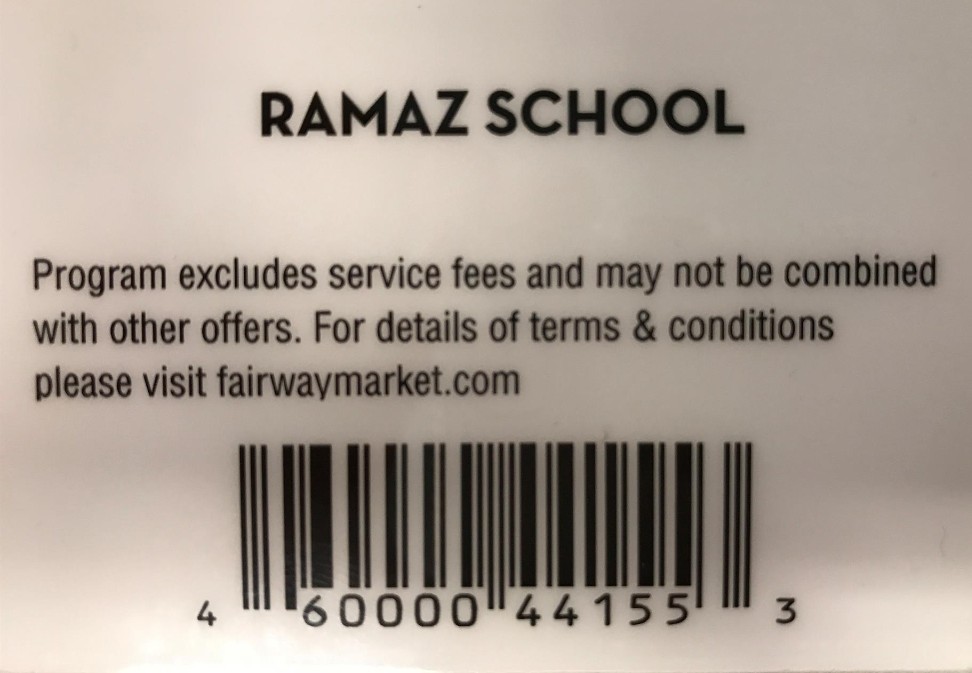 RAMAZ SCHOOL
Program excludes service fees and may not be combined
with other offers. For details of terms & conditions
please visit fairwaymarket.com
4 60000 44155 3